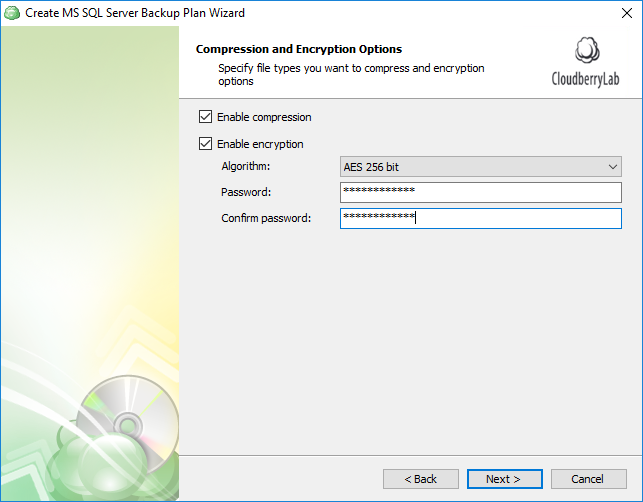 Create MS SQL Server Backup Plan Wizard
Compression and Encryption Options
Specify file types you want to compress and encryption
options
CloudberryLab
Enable compression
Enable encryption
Algorithm: AES 256 bit
Password: ************
Confirm password: ************
< Back Next > Cancel